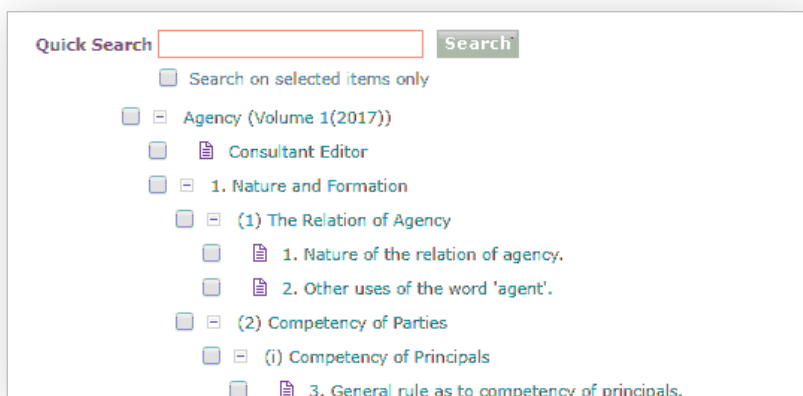 Quick Search Search
Search on selected items only
Agency (Volume 1(2017))
Consultant Editor
1. Nature and Formation
(1) The Relation of Agency
1. Nature of the relation of agency.
2. Other uses of the word 'agent'.
(2) Competency of Parties
(i) Competency of Principals
3. General rule as to competency of principals.